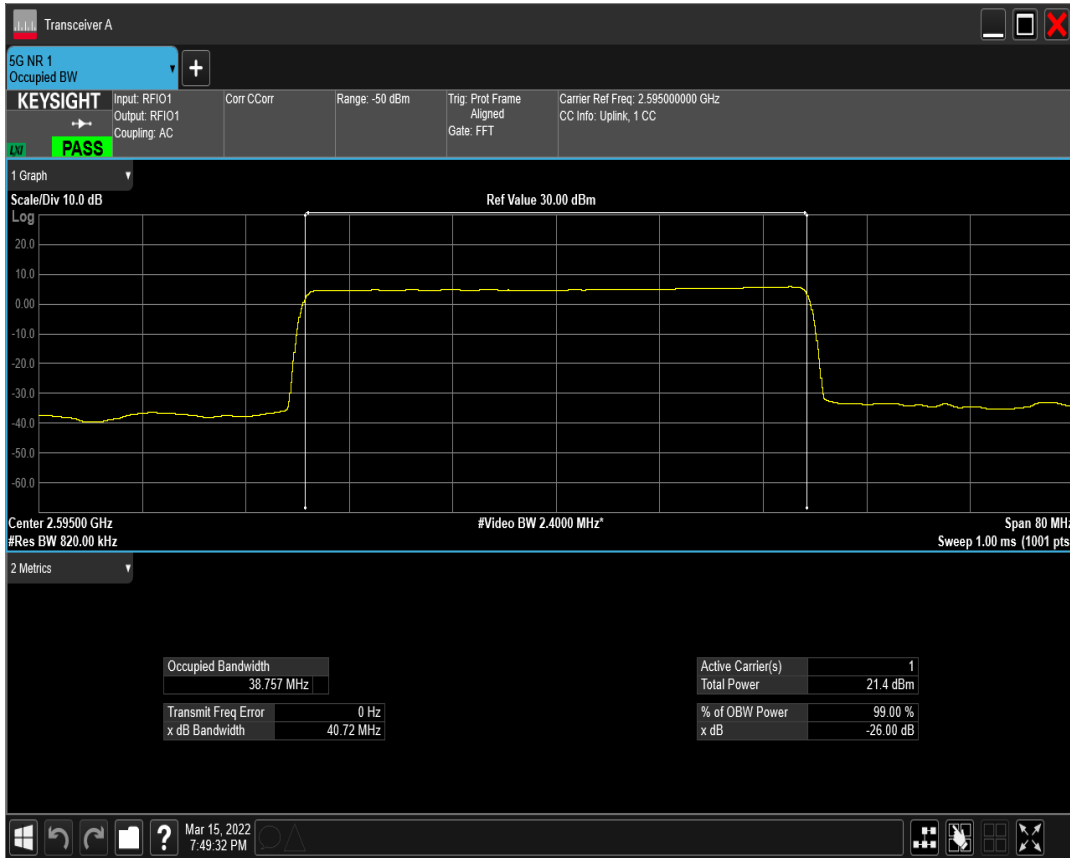 Transceiver A
5G NR 1
Occupied BW
KEYSIGHT
Input: RFIO1
Output: RFIO1
Coupling: AC
Corr CCorr
Range: -50 dBm
Trig: Prot Frame
Aligned
Gate: FFT
Carrier Ref Freq: 2.595000000 GHz
CC Info: Uplink, 1 CC
LXI
PASS
1 Graph
Scale/Div 10.0 dB
Ref Value 30.00 dBm
Log
20.0
10.0
0.00
-10.0
-20.0
-30.0
-40.0
-50.0
-60.0
Center 2.59500 GHz
#Video BW 2.4000 MHz*
Span 80 MHz
#Res BW 820.00 kHz
Sweep 1.00 ms (1001 pts
2 Metrics
Occupied Bandwidth
38.757 MHz
Transmit Freq Error 0 Hz
x dB Bandwidth 40.72 MHz
Active Carrier(s) 1
Total Power 21.4 dBm
% of OBW Power 99.00 %
x dB -26.00 dB
?
Mar 15, 2022
7:49:32 PM